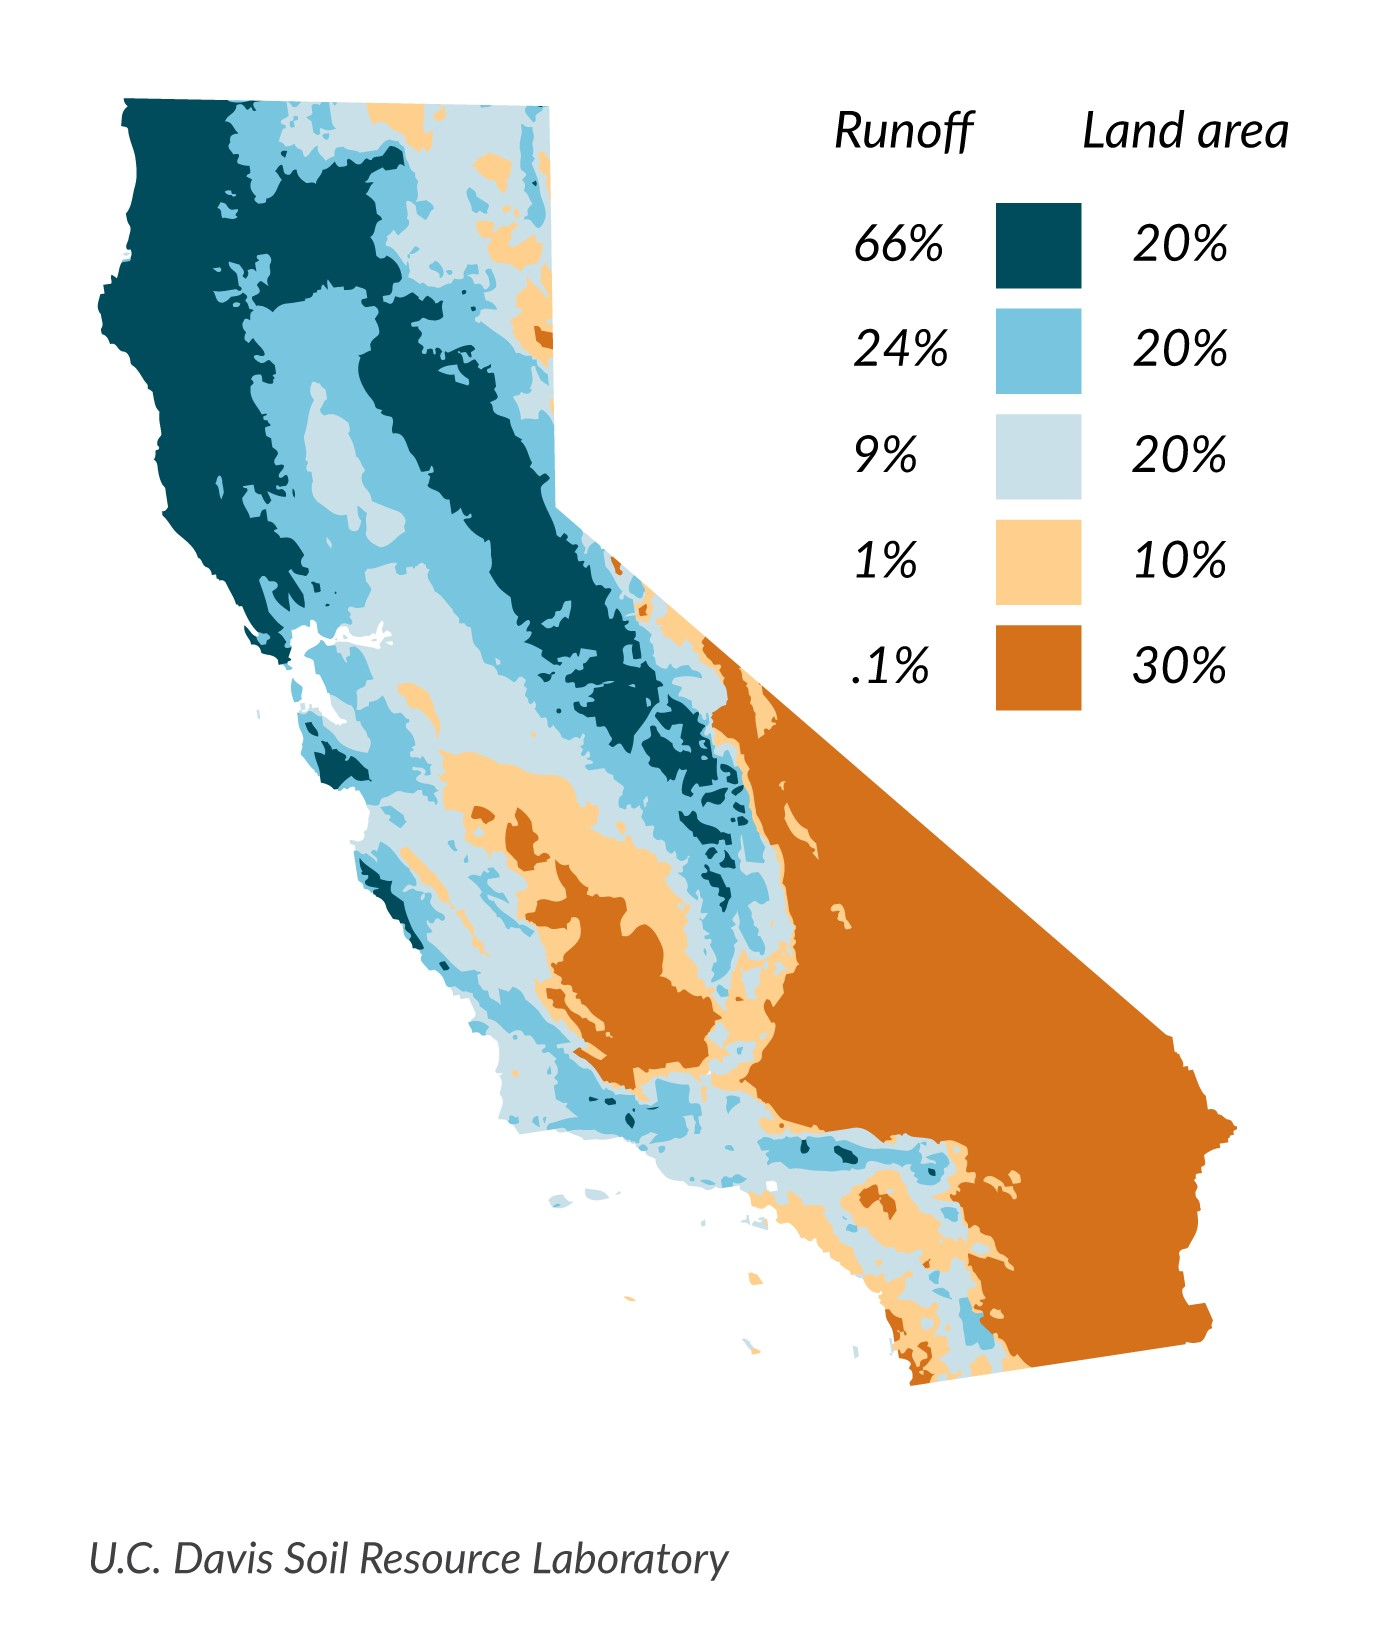 Runoff Land area
66% 20%
24% 20%
9% 20%
1% 10%
.1% 30%
U.C. Davis Soil Resource Laboratory